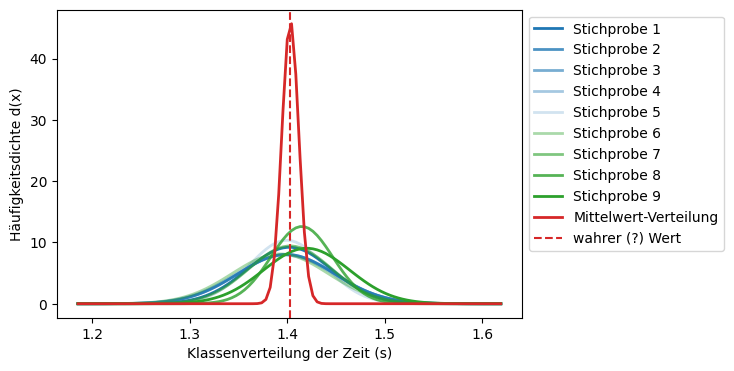 Häufigkeitsdichte d(x)
40
30
20
10
0
1.2
1.3
1.4
1.5
1.6
Klassenverteilung der Zeit (s)
Stichprobe 1
Stichprobe 2
Stichprobe 3
Stichprobe 4
Stichprobe 5
Stichprobe 6
Stichprobe 7
Stichprobe 8
Stichprobe 9
Mittelwert-Verteilung
wahrer (?) Wert